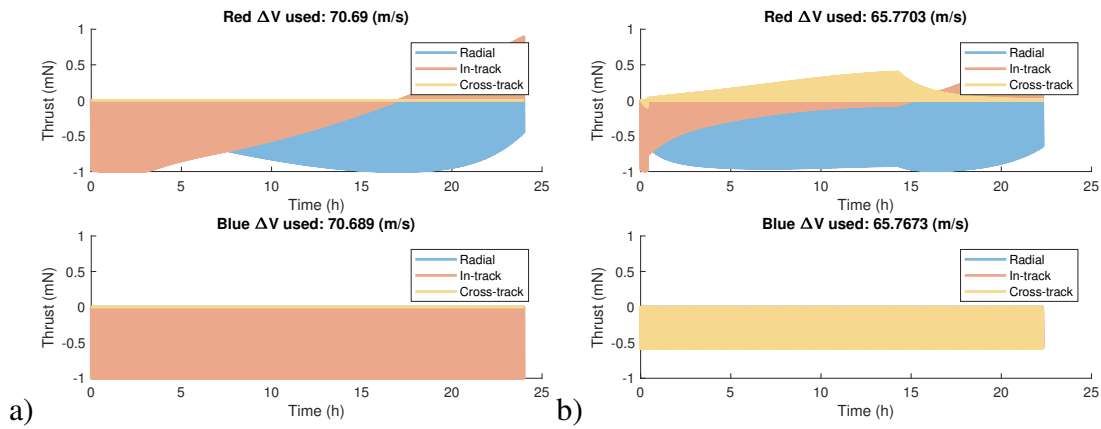 Red ΔV used: 70.69 (m/s)
1
0.5
0
-0.5
-1
Thrust (mN)
Radial
In-track
Cross-track
0 5 10 15 20 25
Time (h)
Blue ΔV used: 70.689 (m/s)
1
0.5
0
-0.5
-1
Thrust (mN)
Radial
In-track
Cross-track
0 5 10 15 20 25
Time (h)
a)
Red ΔV used: 65.7703 (m/s)
1
0.5
0
-0.5
-1
Thrust (mN)
Radial
In-track
Cross-track
0 5 10 15 20 25
Time (h)
Blue ΔV used: 65.7673 (m/s)
1
0.5
0
-0.5
-1
Thrust (mN)
Radial
In-track
Cross-track
0 5 10 15 20 25
Time (h)
b)